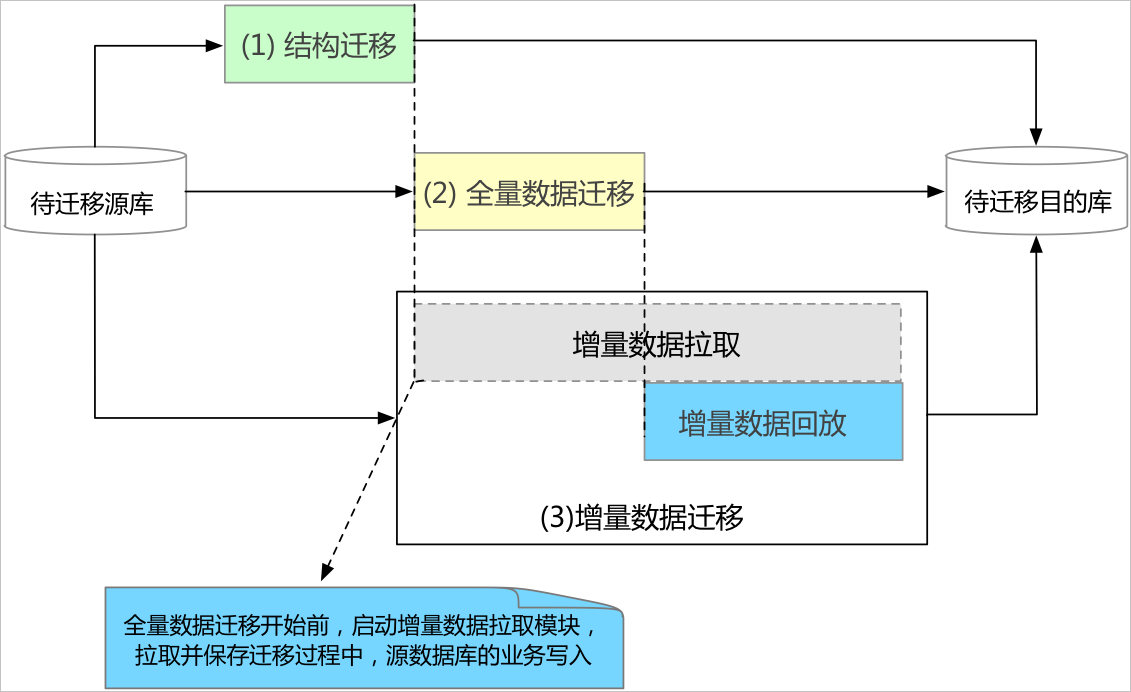 (1) 结构迁移
待迁移源库
(2) 全量数据迁移
待迁移目的库
增量数据拉取
增量数据回放
(3)增量数据迁移
全量数据迁移开始前，启动增量数据拉取模块，
拉取并保存迁移过程中，源数据库的业务写入